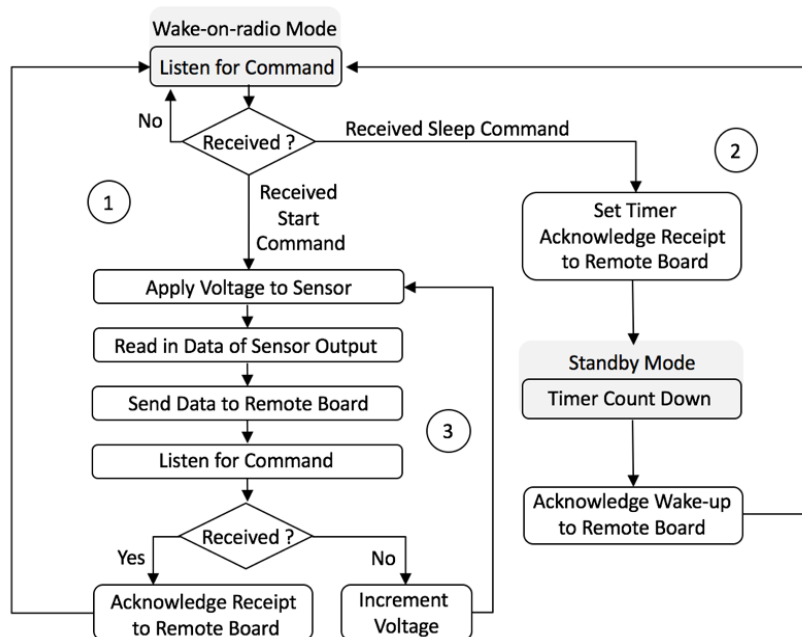 Wake-on-radio Mode
Listen for Command
No
Received ?
Received Sleep Command
2
1
Received
Start
Command
Set Timer
Acknowledge Receipt
to Remote Board
Apply Voltage to Sensor
Read in Data of Sensor Output
Standby Mode
Timer Count Down
Send Data to Remote Board
3
Listen for Command
Acknowledge Wake-up
to Remote Board
Received ?
Yes
No
Acknowledge Receipt
to Remote Board
Increment
Voltage